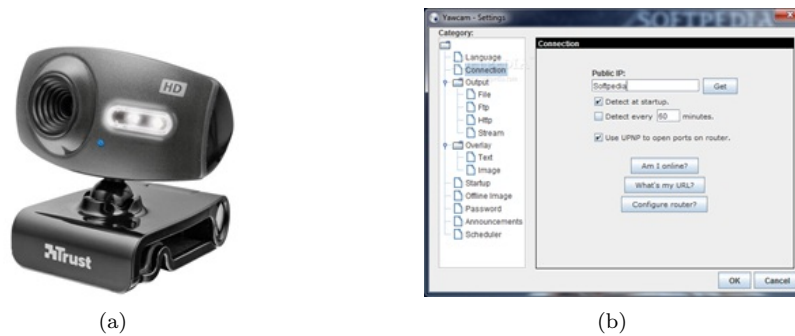 HD
Trust
(a)
Yawcam - Settings
SOFTPEDIA
Category:
Language
Connection
Output
File
Ftp
Http
Stream
Overlay
Text
Image
Startup
Offline Image
Password
Announcements
Scheduler
Connection
Public IP:
Softpedia
Get
Detect at startup.
Detect every 60 minutes.
Use UPNP to open ports on router.
Am I online?
What's my URL?
Configure router?
OK
Cancel
(b)